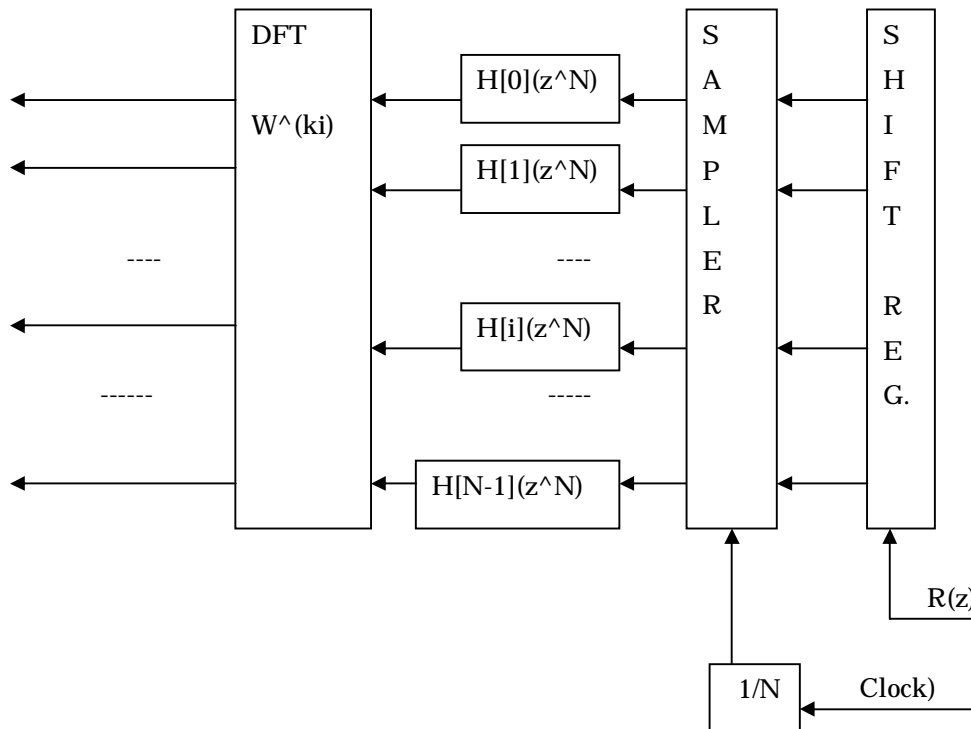 DFT
W^(ki)
H[0](z^N)
H[1](z^N)
----
----
H[i](z^N)
------
-----
H[N-1](z^N)
S
A
M
P
L
E
R
S
H
I
F
T
R
E
G.
R(z)
1/N
Clock)